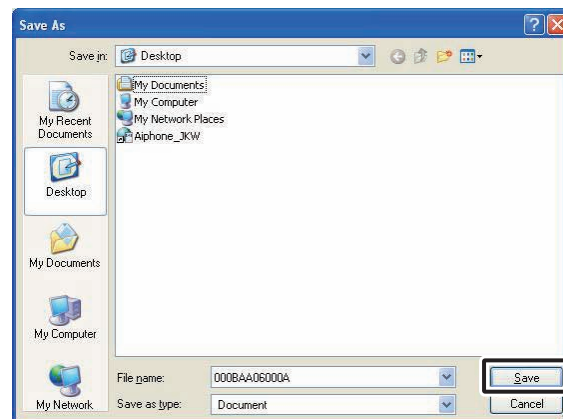 Save As
Save in:
Desktop
My Recent
Documents
Desktop
My Documents
My Computer
My Network
My Documents
My Computer
My Network Places
Aiphone_JKW
File name:
000BAA06000A
Save
Save as type:
Document
Cancel